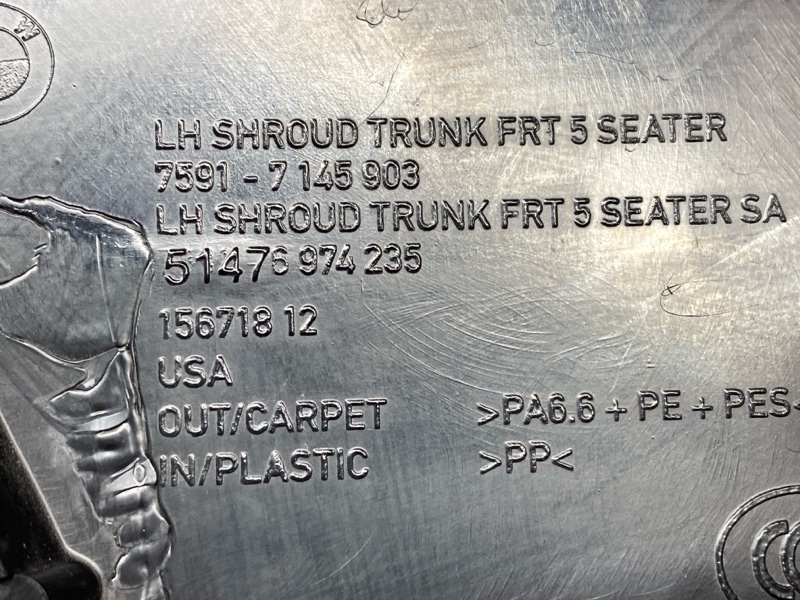 LH SHROUD TRUNK FRT 5 SEATER
7591 - 7 145 903
LH SHROUD TRUNK FRT 5 SEATER SA
51476 974 235
156718 12
USA
OUT/CARPET >PA6.6 + PE + PES<
IN/PLASTIC >PP<